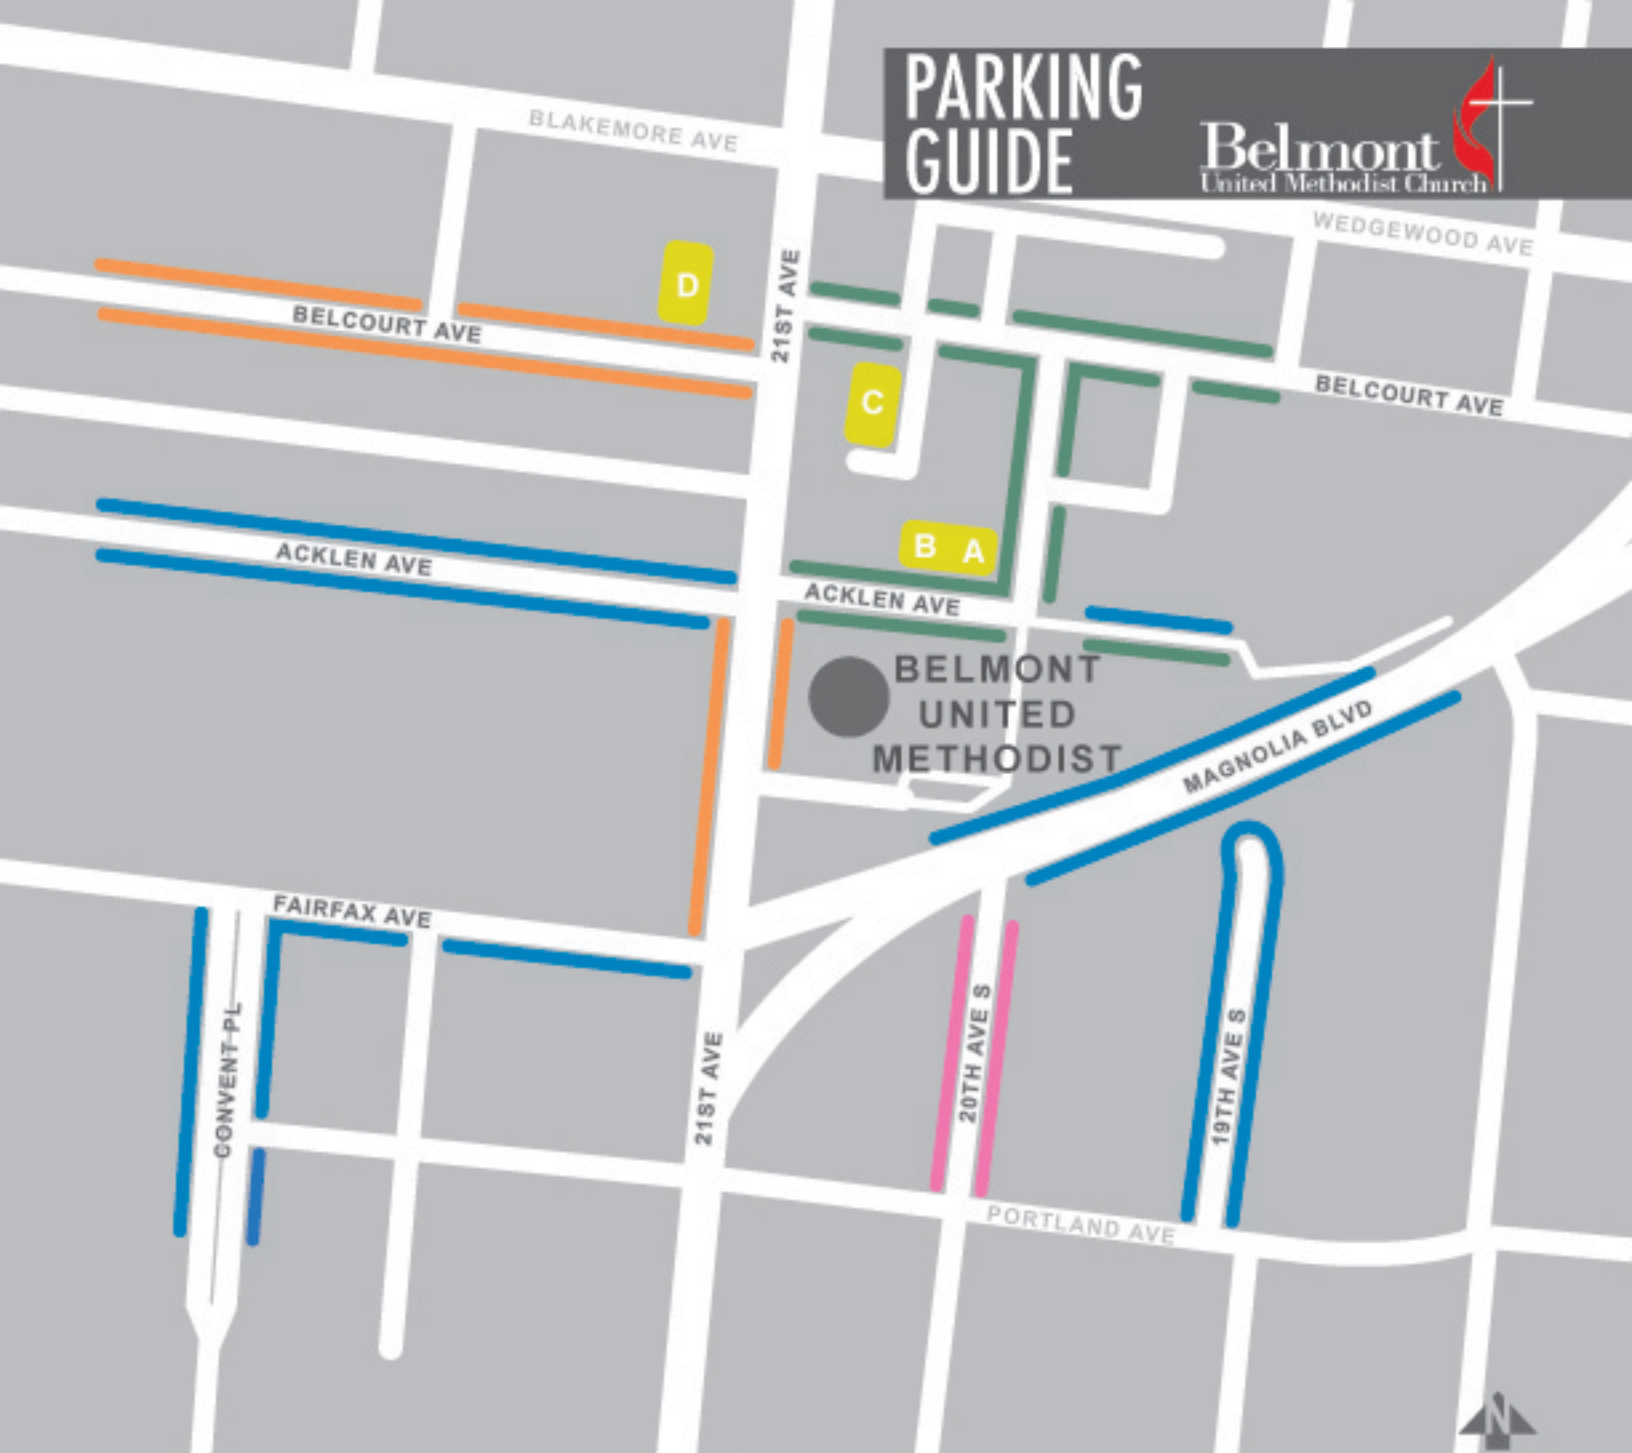 PARKING
GUIDE
Belmont
United Methodist Church
BLAKEMORE AVE
WEDGEWOOD AVE
D
21ST AVE
BELCOURT AVE
BELCOURT AVE
C
B A
ACKLEN AVE
ACKLEN AVE
BELMONT
UNITED
METHODIST
MAGNOLIA BLVD
FAIRFAX AVE
CONVENT PL
21ST AVE
20TH AVE S
19TH AVE S
PORTLAND AVE
N